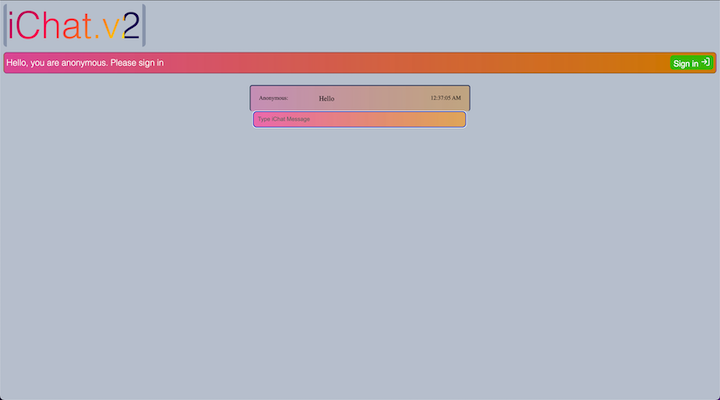 iChat.v2
Hello, you are anonymous. Please sign in
Sign in
Anonymous: Hello 12:37:05 AM
Type iChat Message